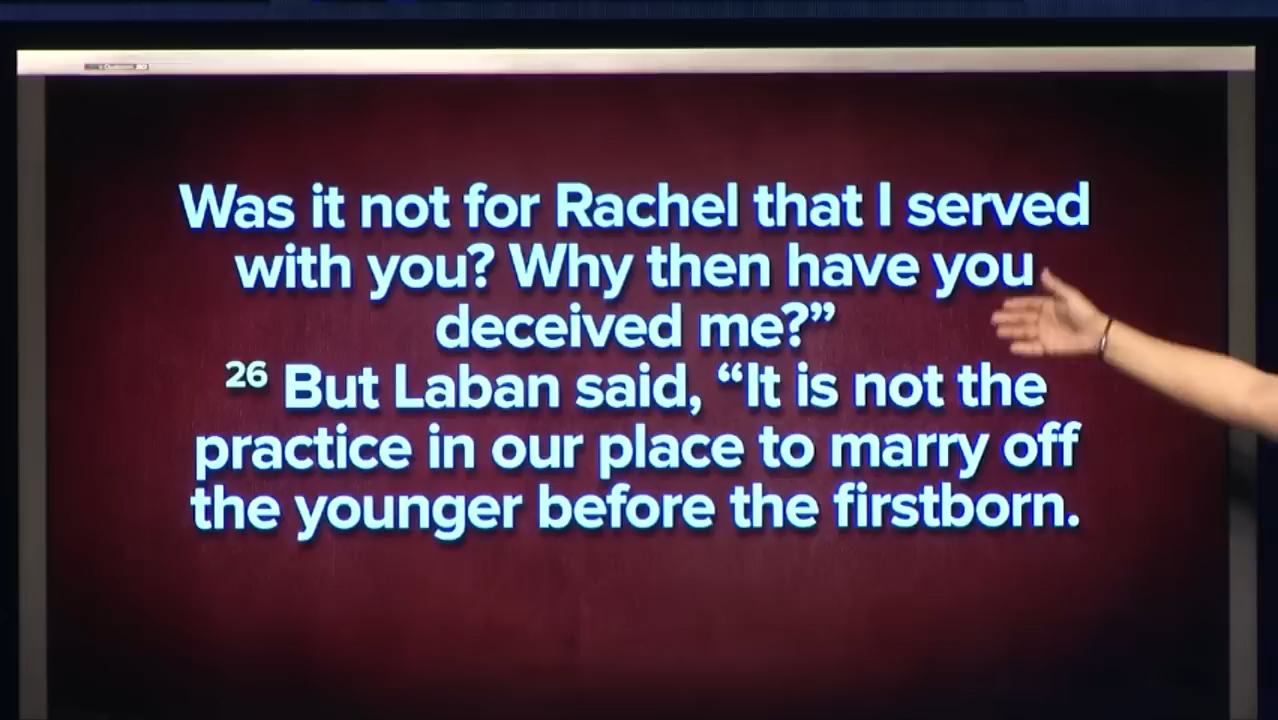 Was it not for Rachel that I served
with you? Why then have you
deceived me?”
26 But Laban said, “It is not the
practice in our place to marry off
the younger before the firstborn.